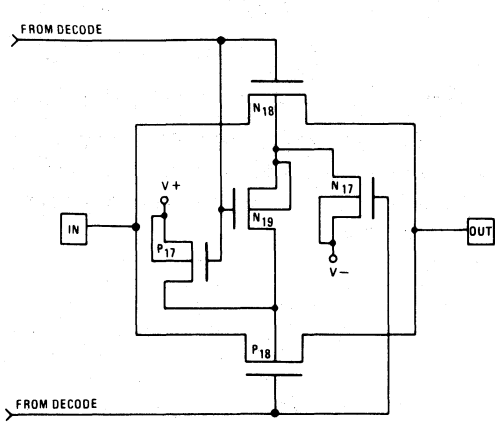 FROM DECODE
N18
V+
N17
IN
P17
N19
OUT
V−
P18
FROM DECODE